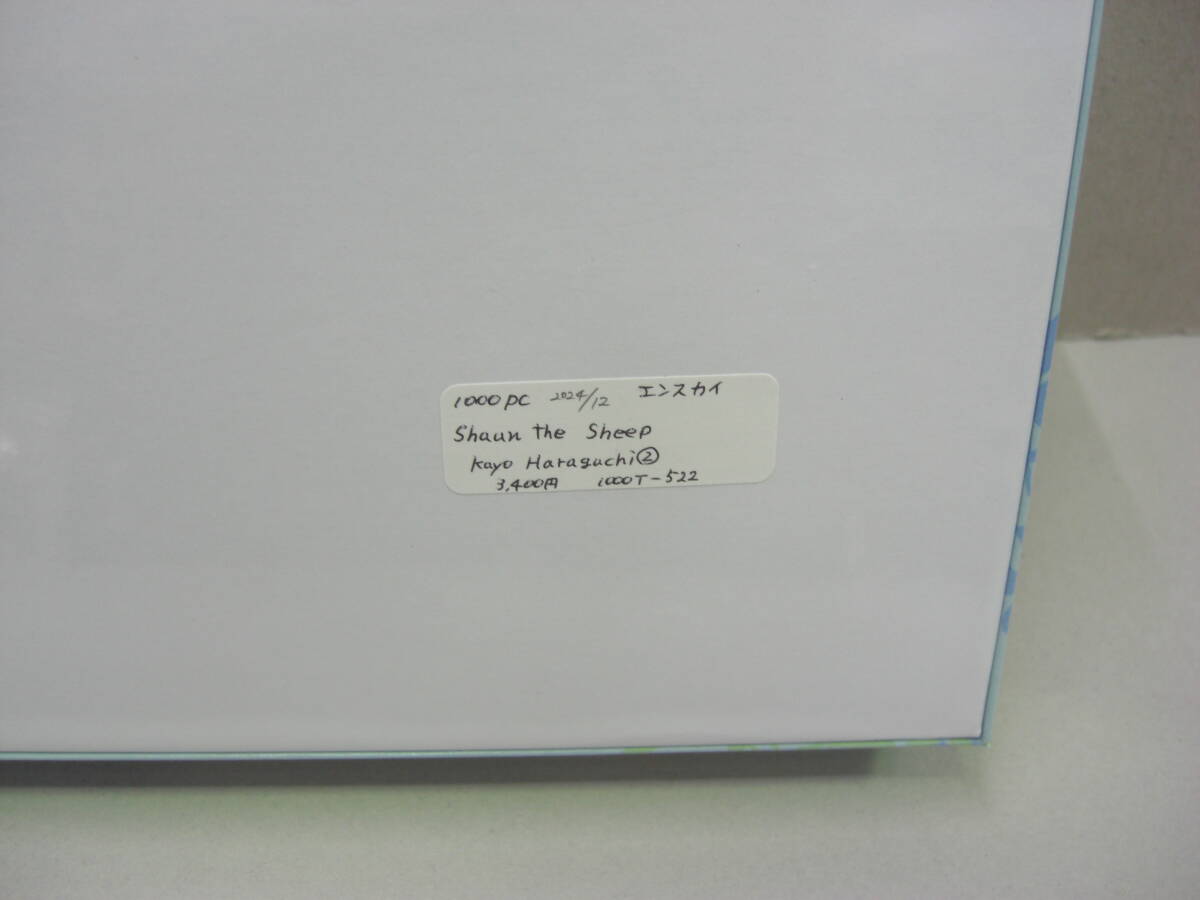 1000PC 2024/12 エンスカイ
Shaun the Sheep
Kayo Haraguchi②
3,400円 1000T-522